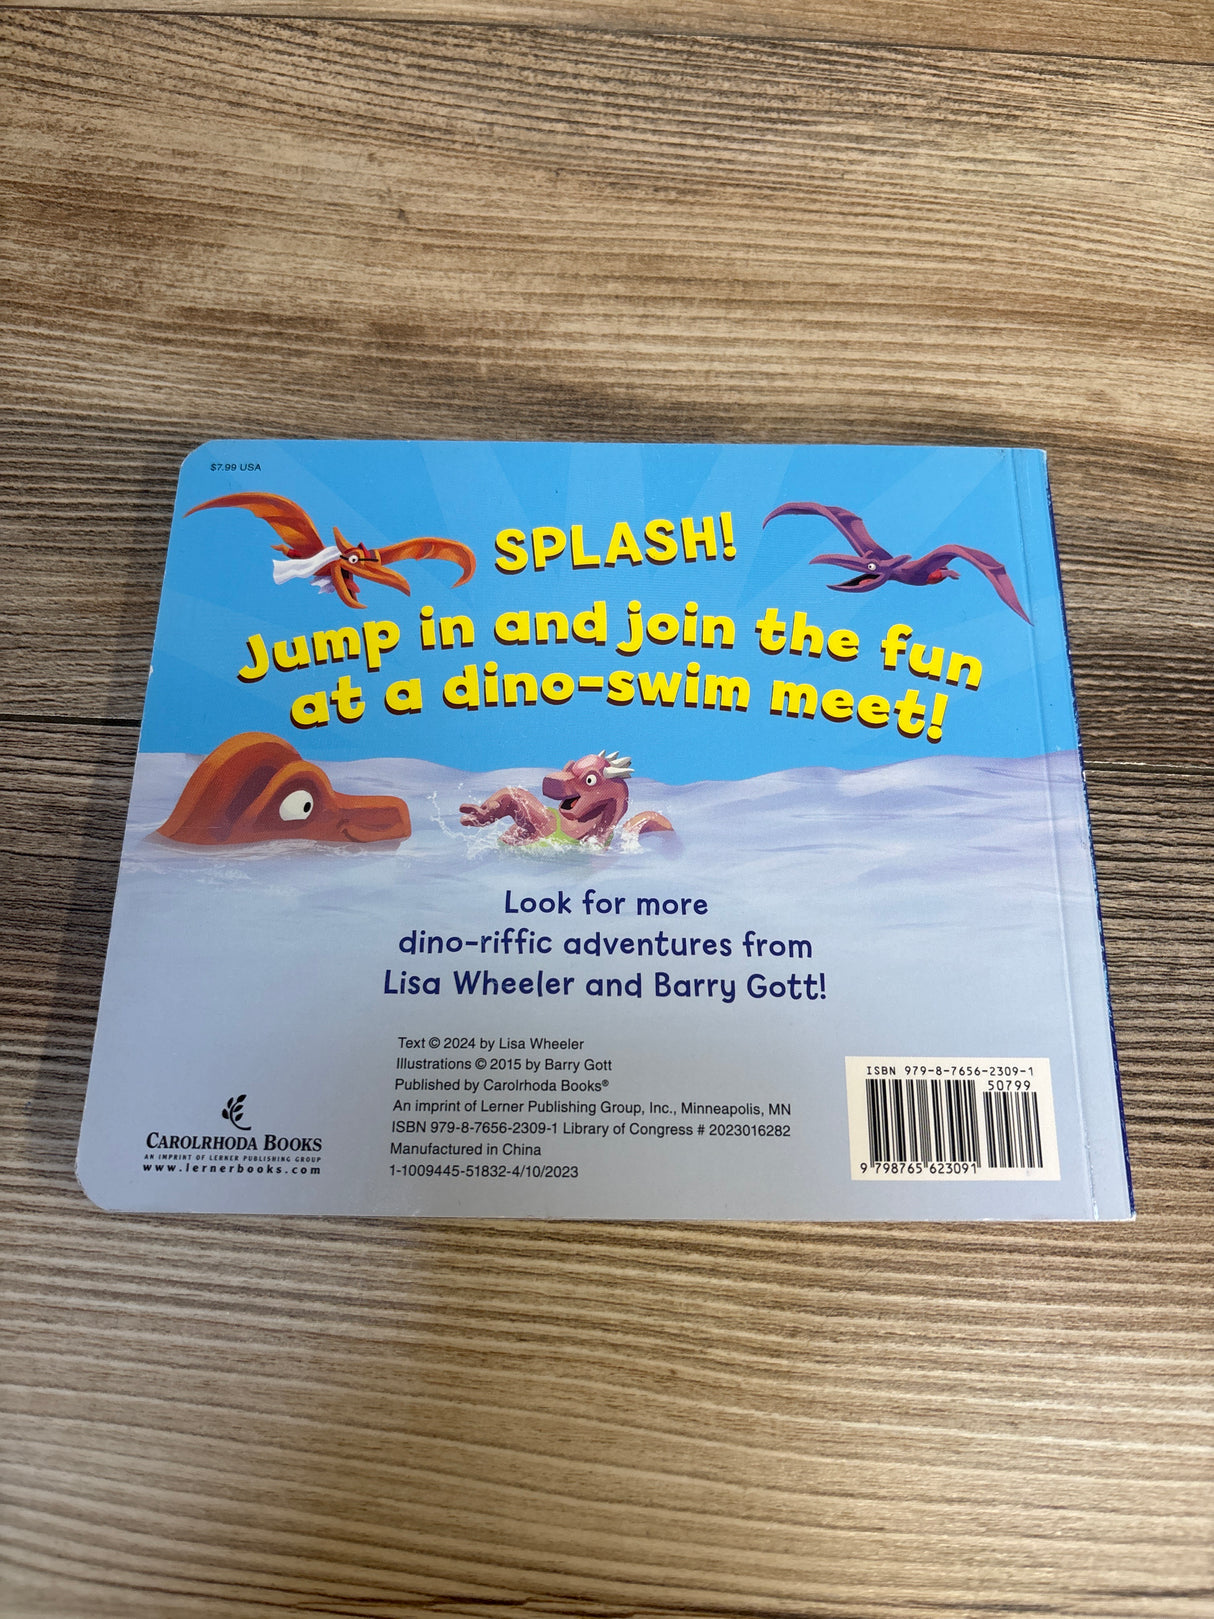 $7.99 USA
SPLASH!
Jump in and join the fun
at a dino-swim meet!
Look for more
dino-riffic adventures from
Lisa Wheeler and Barry Gott!
Text © 2024 by Lisa Wheeler
Illustrations © 2015 by Barry Gott
Published by Carolrhoda Books®
An imprint of Lerner Publishing Group, Inc., Minneapolis, MN
ISBN 979-8-7656-2309-1 Library of Congress # 2023016282
Manufactured in China
1-1009445-51832-4/10/2023
CAROLRHODA BOOKS
AN IMPRINT OF LERNER PUBLISHING GROUP
www.lernerbooks.com
ISBN 979-8-7656-2309-1
50799
9 798765 623091